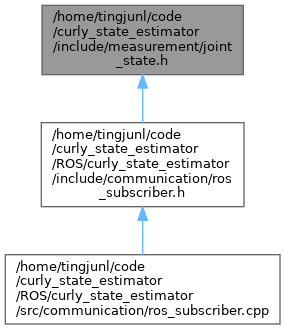 /home/tingjunl/code
/curly_state_estimator
/include/measurement/joint
_state.h
/home/tingjunl/code
/curly_state_estimator
/ROS/curly_state_estimator
/include/communication/ros
_subscriber.h
/home/tingjunl/code
/curly_state_estimator
/ROS/curly_state_estimator
/src/communication/ros_subscriber.cpp